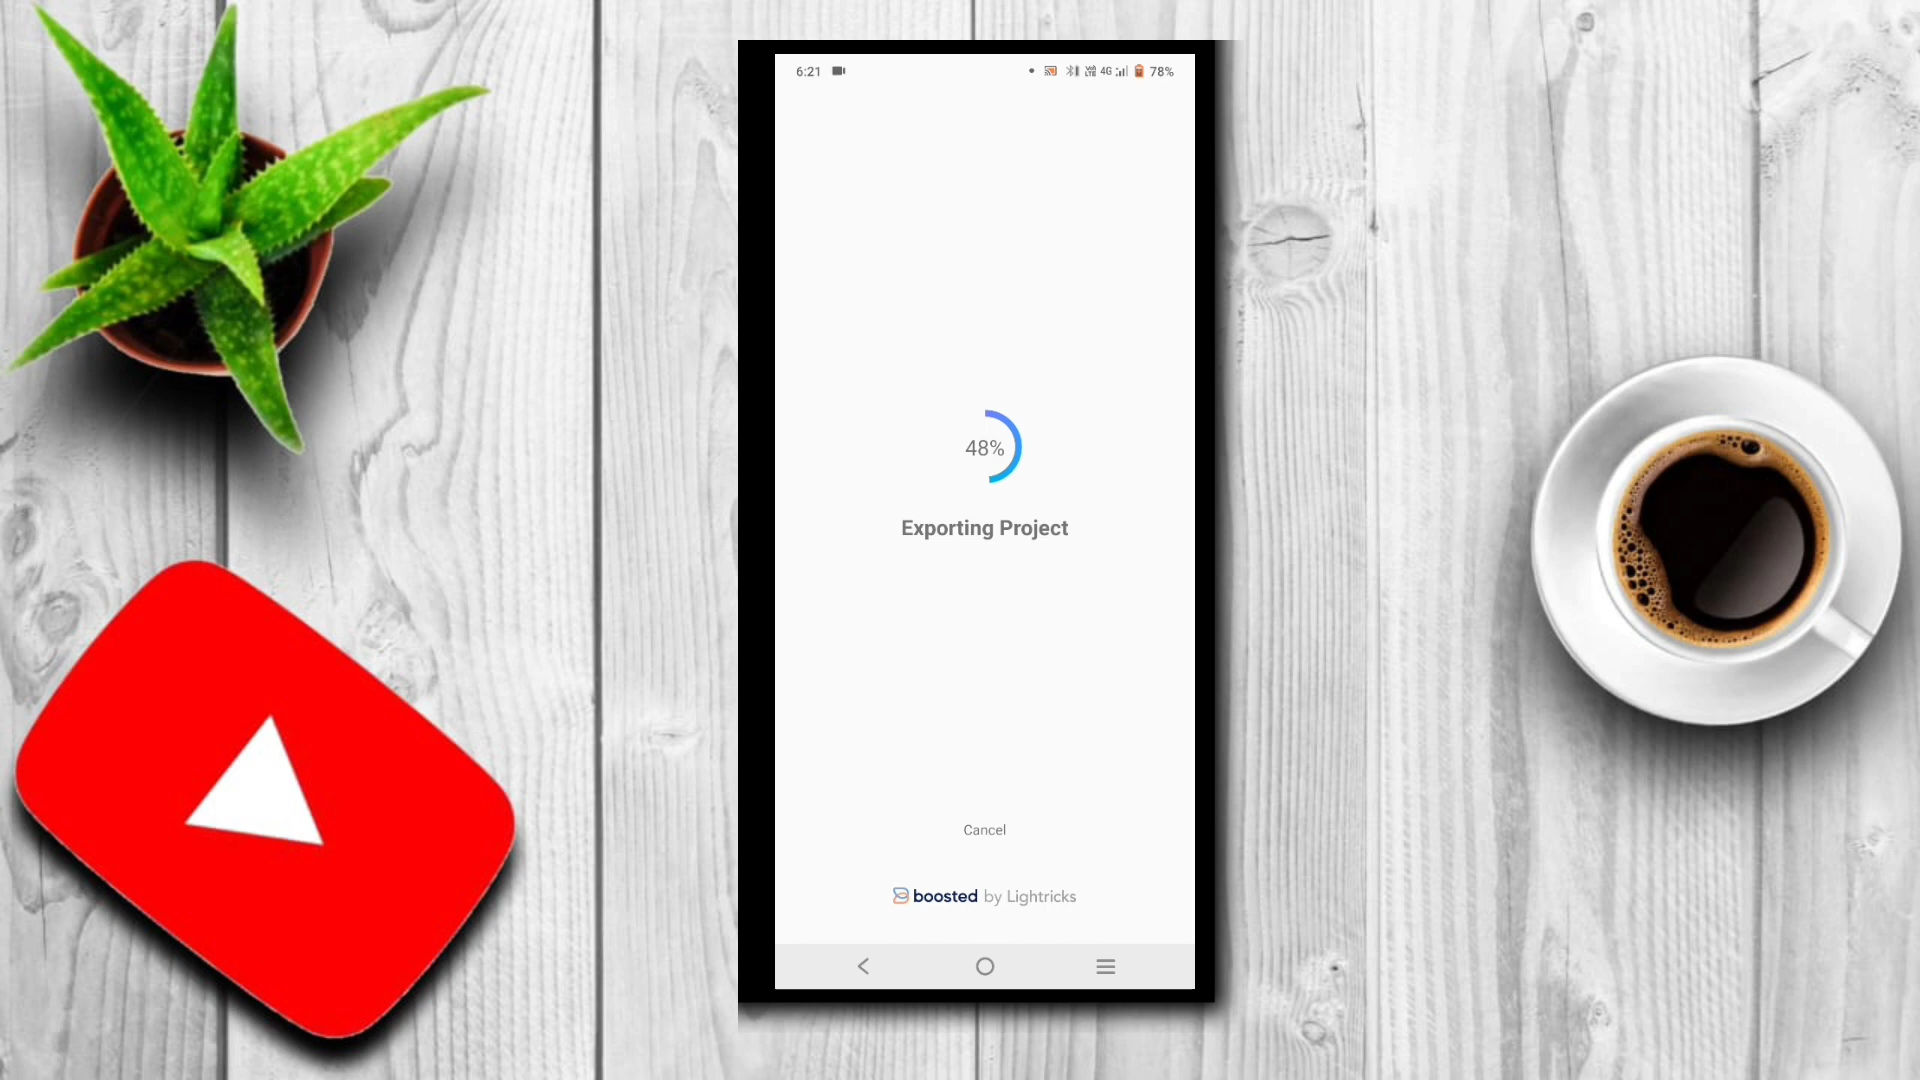 6:21 4G 78%
48%
Exporting Project
Cancel
boosted by Lightricks